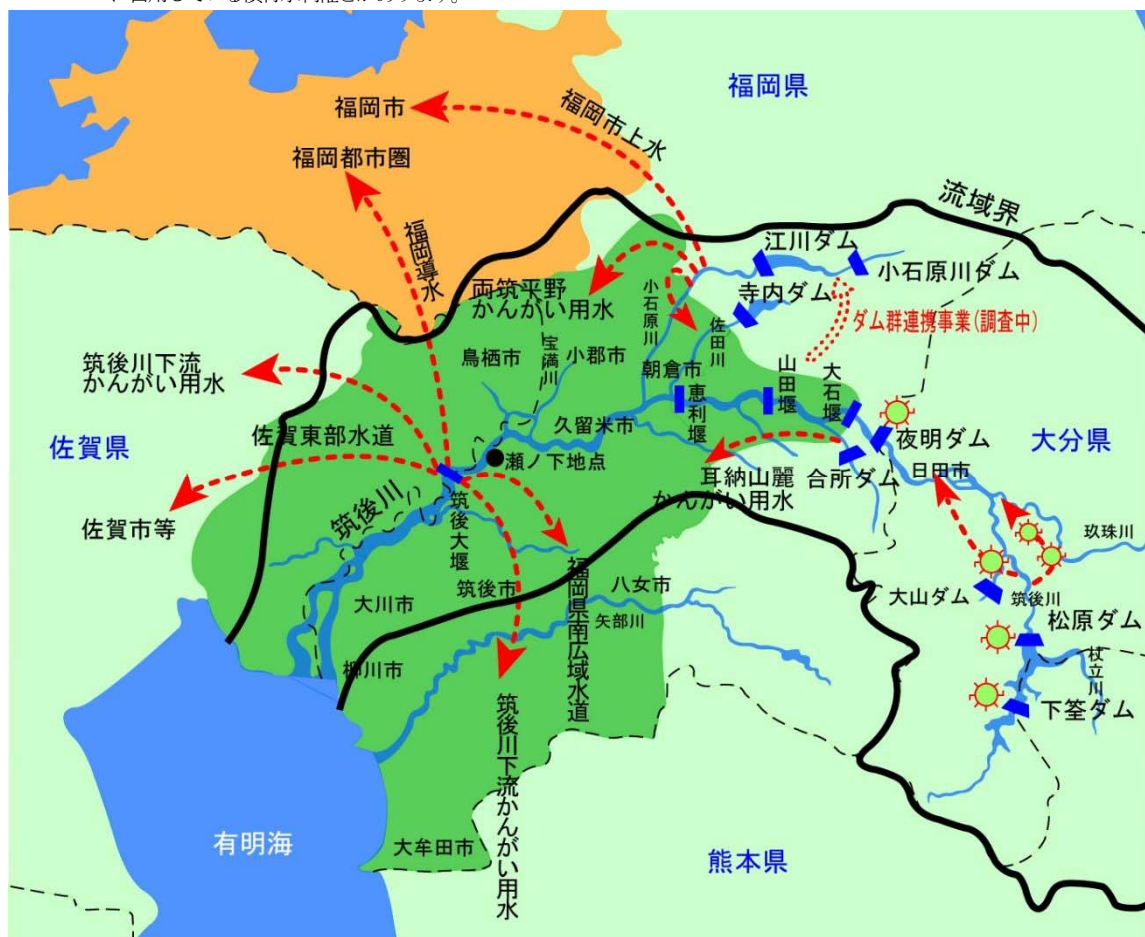 福岡県
福岡市
福岡市上水
福岡都市圏
流域界
江川ダム
小石原川ダム
福岡導水
両筑平野
かんがい用水
小石原川
寺内ダム
ダム群連携事業(調査中)
佐田川
鳥栖市
宝満川
小郡市
朝倉市
山田堰
大石堰
筑後川下流
かんがい用水
恵利堰
佐賀県
佐賀東部水道
久留米市
夜明ダム
大分県
瀬ノ下地点
耳納山麓
かんがい用水
合所ダム
日田市
佐賀市等
筑後川
筑後大堰
玖珠川
福岡県南広域水道
大川市
筑後市
八女市
大山ダム
筑後川
矢部川
松原ダム
柳川市
杖立川
下筌ダム
筑後川下流かんがい用水
有明海
大牟田市
熊本県